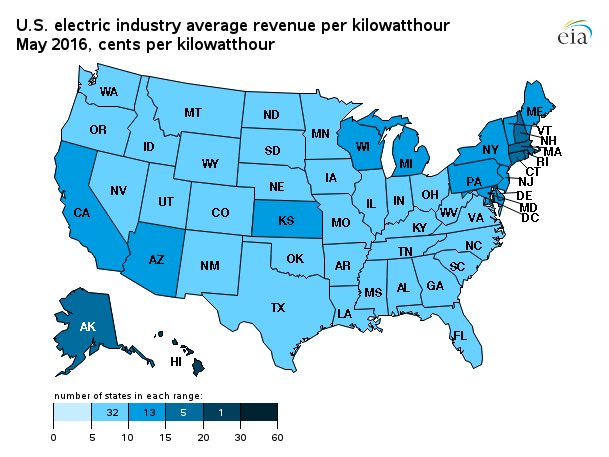 U.S. electric industry average revenue per kilowatthour
May 2016, cents per kilowatthour
eia
WA
MT
ND
MN
ME
OR
ID
SD
WI
MI
NY
VT
NH
MA
RI
CT
WY
IA
PA
NJ
NE
NV
UT
CO
IL
IN
OH
DE
MD
DC
CA
KS
MO
WV
VA
KY
AZ
NM
OK
AR
TN
NC
SC
TX
LA
MS
AL
GA
FL
AK
HI
number of states in each range:
32 13 5 1
0 5 10 15 20 30 60